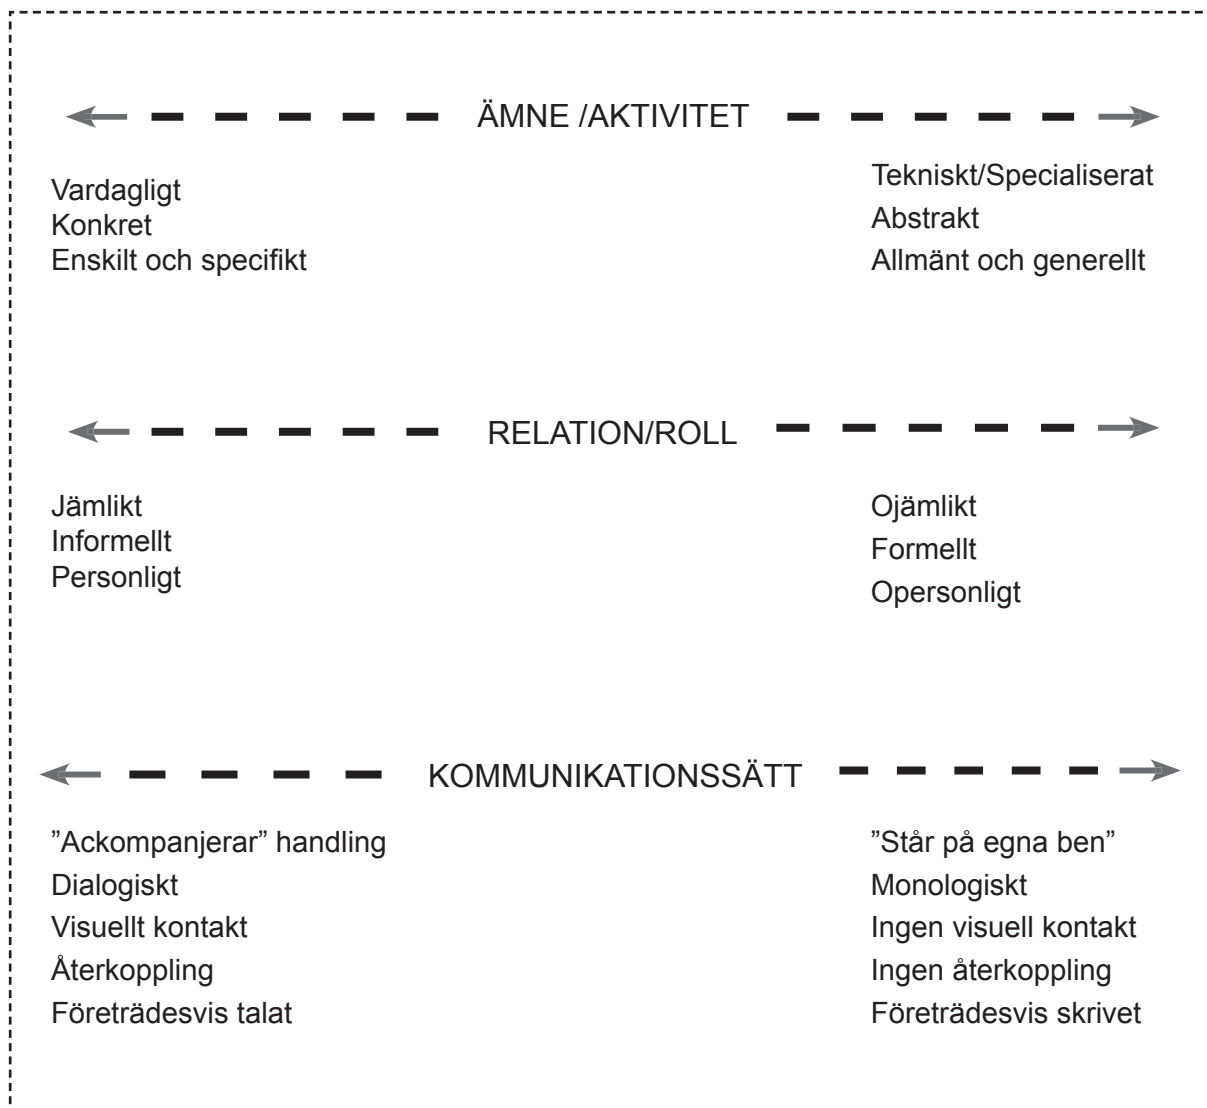 ÄMNE /AKTIVITET
Vardagligt
Konkret
Enskilt och specifikt
Tekniskt/Specialiserat
Abstrakt
Allmänt och generellt
RELATION/ROLL
Jämlikt
Informellt
Personligt
Ojämlikt
Formellt
Opersonligt
KOMMUNIKATIONSSÄTT
”Ackompanjerar” handling
Dialogiskt
Visuellt kontakt
Återkoppling
Företrädesvis talat
”Står på egna ben”
Monologiskt
Ingen visuell kontakt
Ingen återkoppling
Företrädesvis skrivet